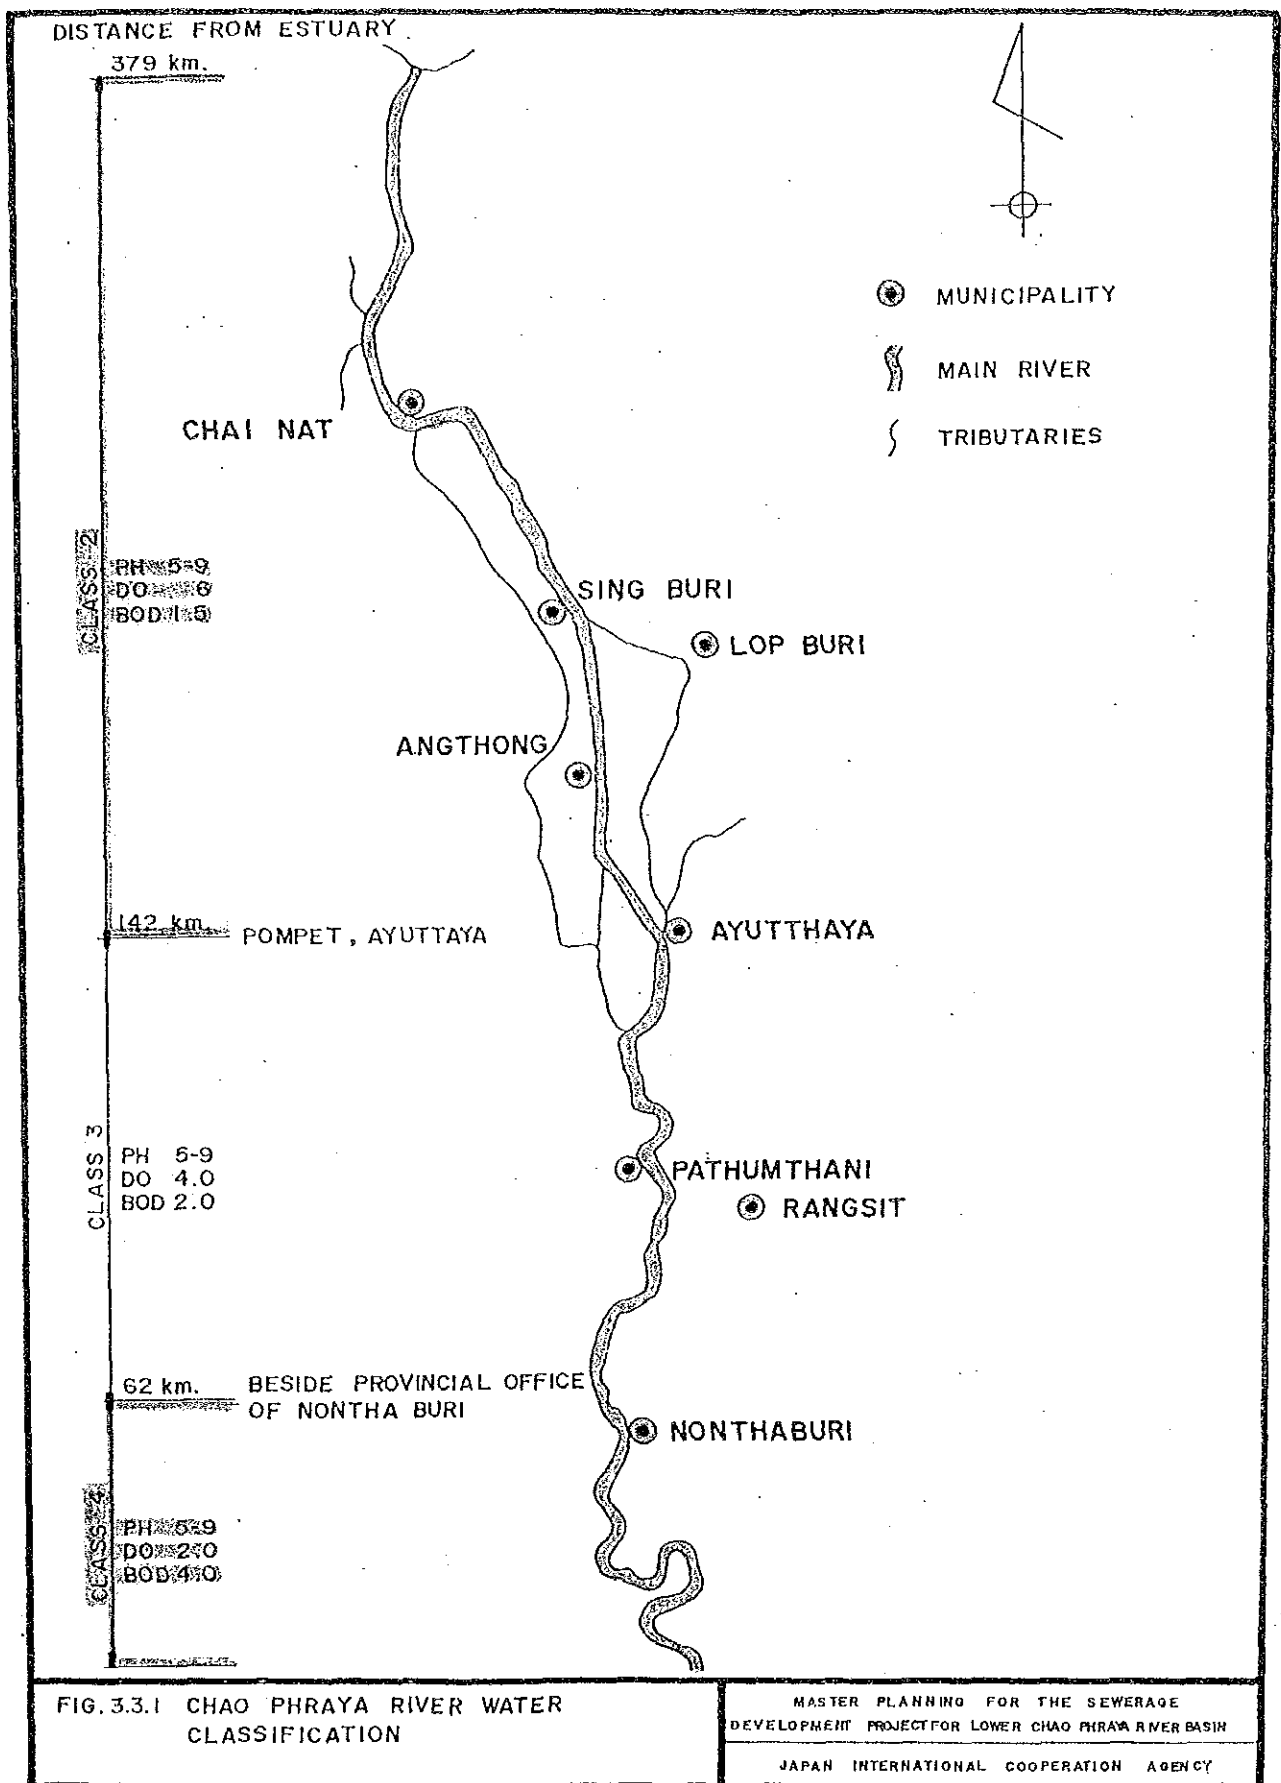 DISTANCE FROM ESTUARY
379 km.
MUNICIPALITY
MAIN RIVER
TRIBUTARIES
CHAI NAT
CLASS 2
PH 5-9
DO 6
BOD 1.5
SING BURI
LOP BURI
ANGTHONG
142 km.
POMPET, AYUTTAYA
AYUTTHAYA
CLASS 3
PH 5-9
DO 4.0
BOD 2.0
PATHUMTHANI
RANGSIT
62 km.
BESIDE PROVINCIAL OFFICE
OF NONTHA BURI
NONTHABURI
CLASS 4
PH 5-9
DO 2.0
BOD 4.0
FIG. 3.3.1 CHAO PHRAYA RIVER WATER
CLASSIFICATION
MASTER PLANNING FOR THE SEWERAGE
DEVELOPMENT PROJECT FOR LOWER CHAO PHRAYA RIVER BASIN
JAPAN INTERNATIONAL COOPERATION AGENCY